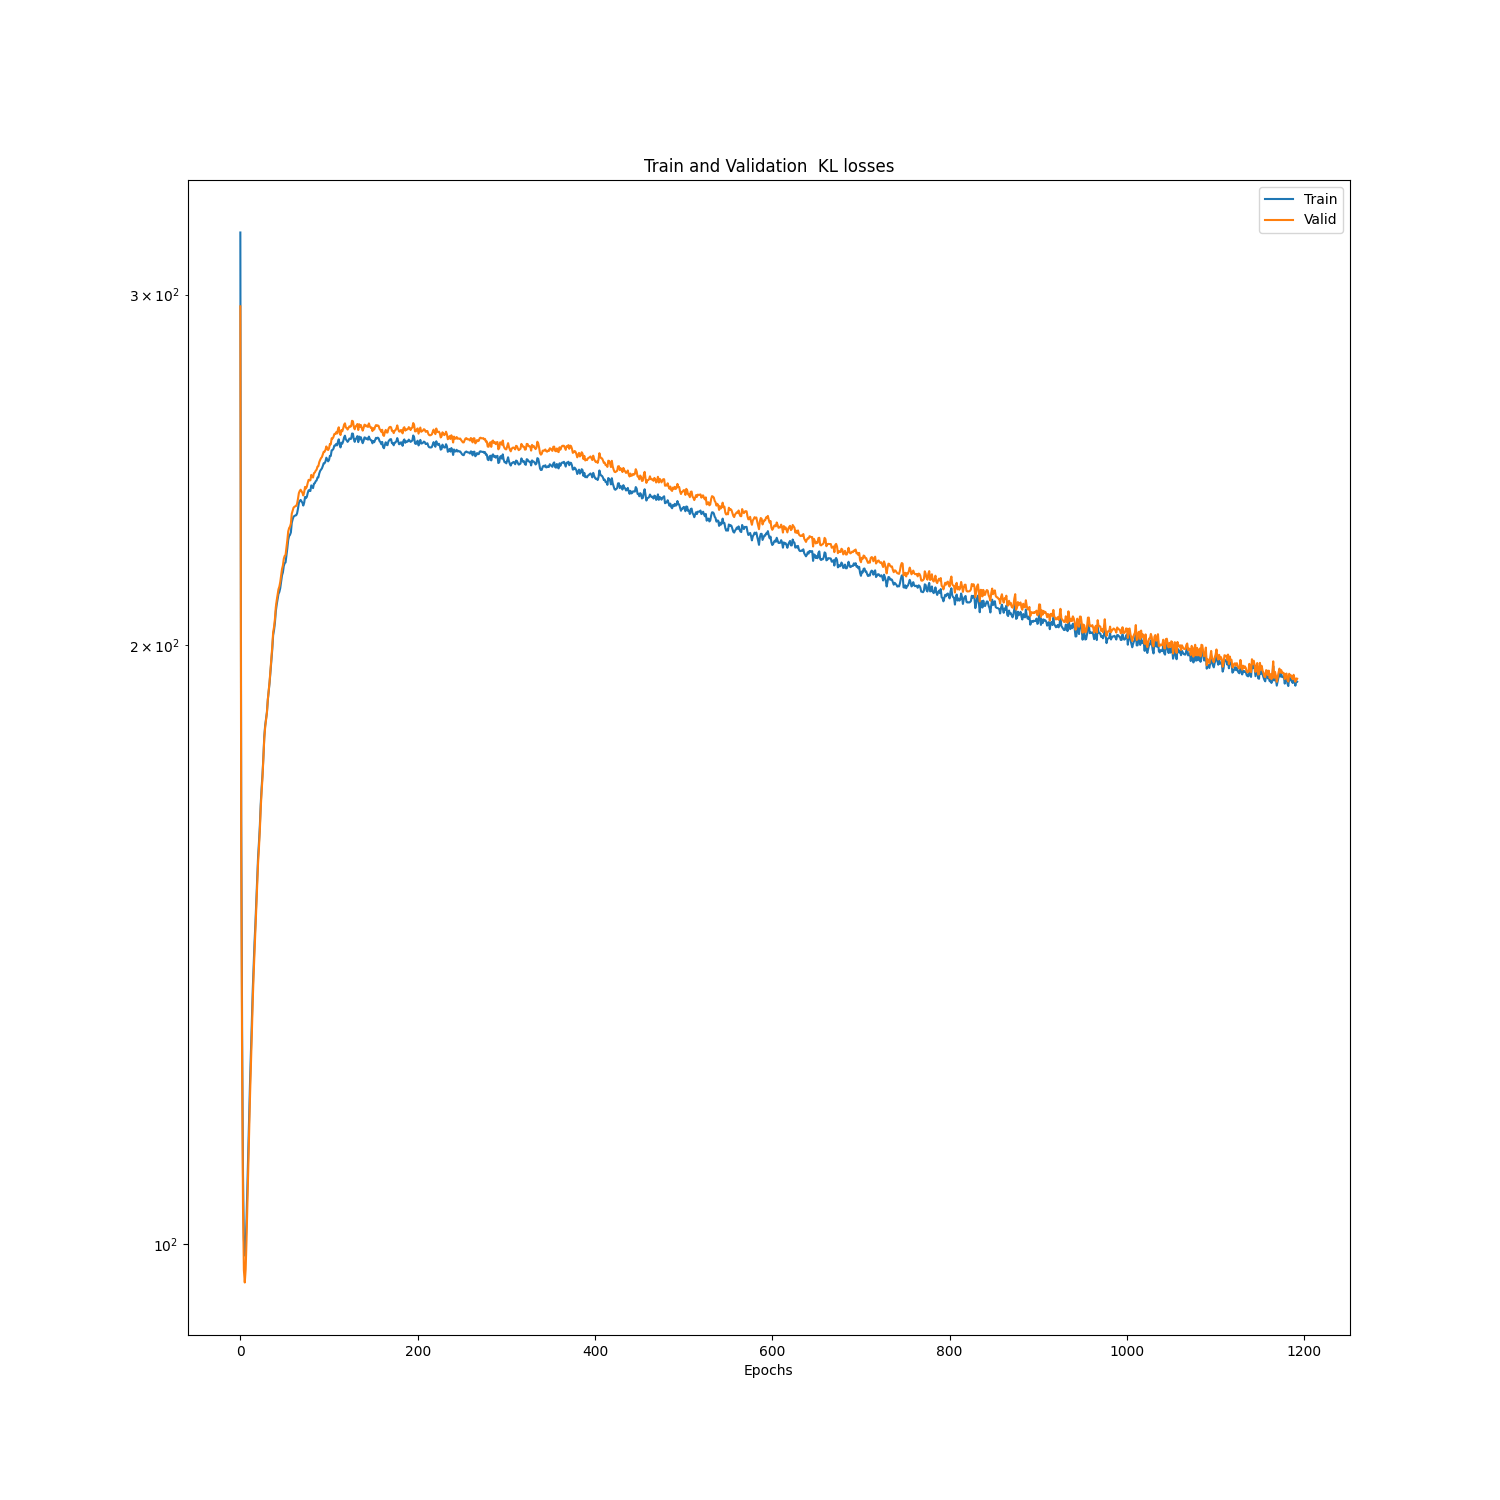 Train and Validation  KL losses
Train
Valid
3 × 10²
2 × 10²
10²
0 200 400 600 800 1000 1200
Epochs